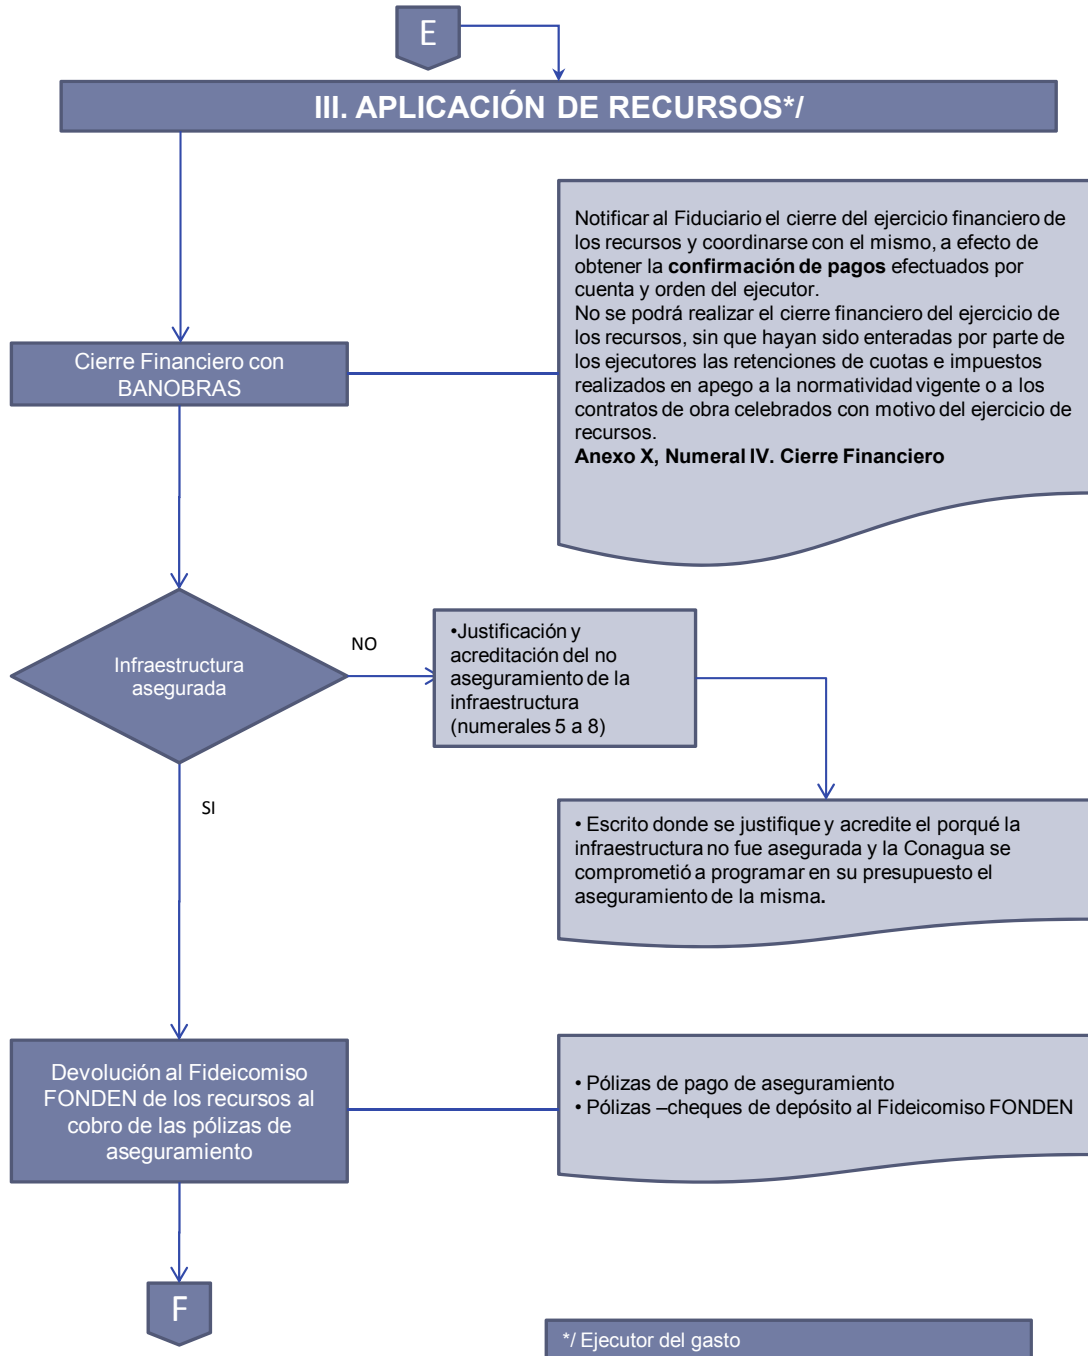 E
III. APLICACIÓN DE RECURSOS*/
Notificar al Fiduciario el cierre del ejercicio financiero de
los recursos y coordinarse con el mismo, a efecto de
obtener la confirmación de pagos efectuados por
cuenta y orden del ejecutor.
No se podrá realizar el cierre financiero del ejercicio de
los recursos, sin que hayan sido enteradas por parte de
los ejecutores las retenciones de cuotas e impuestos
realizados en apego a la normatividad vigente o a los
contratos de obra celebrados con motivo del ejercicio de
recursos.
Anexo X, Numeral IV. Cierre Financiero
Cierre Financiero con
BANOBRAS
Infraestructura
asegurada
NO
•Justificación y
acreditación del no
aseguramiento de la
infraestructura
(numerales 5 a 8)
SI
• Escrito donde se justifique y acredite el porqué la
infraestructura no fue asegurada y la Conagua se
comprometió a programar en su presupuesto el
aseguramiento de la misma.
Devolución al Fideicomiso
FONDEN de los recursos al
cobro de las pólizas de
aseguramiento
• Pólizas de pago de aseguramiento
• Pólizas –cheques de depósito al Fideicomiso FONDEN
F
*/ Ejecutor del gasto